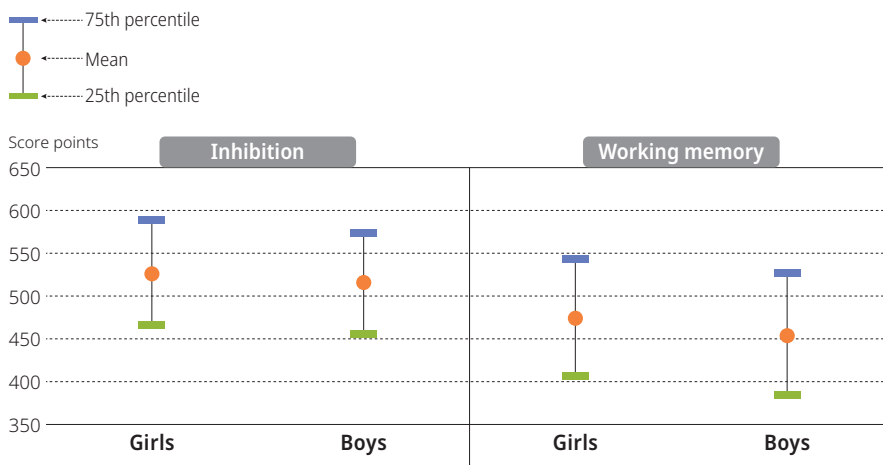 75th percentile
Mean
25th percentile
Score points
Inhibition
Working memory
650
600
550
500
450
400
350
Girls
Boys
Girls
Boys